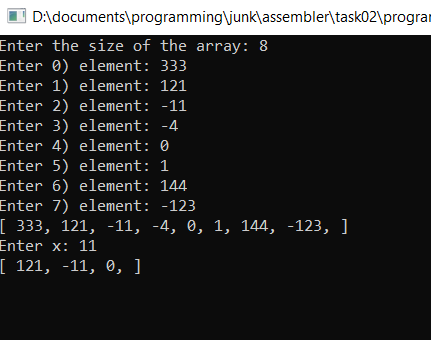 D:\documents\programming\junk\assembler\task02\program
Enter the size of the array: 8
Enter 0) element: 333
Enter 1) element: 121
Enter 2) element: -11
Enter 3) element: -4
Enter 4) element: 0
Enter 5) element: 1
Enter 6) element: 144
Enter 7) element: -123
[ 333, 121, -11, -4, 0, 1, 144, -123, ]
Enter x: 11
[ 121, -11, 0, ]